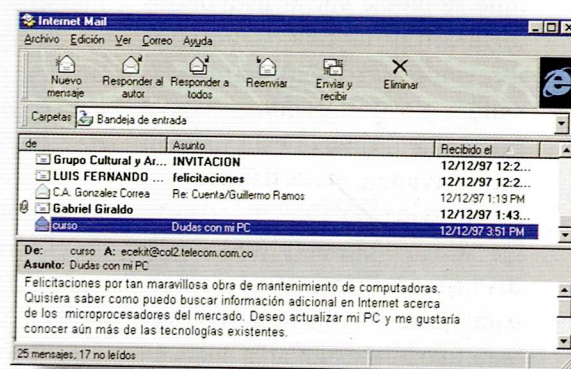 Internet Mail
Archivo Edición Ver Correo Ayuda
Nuevo mensaje Responder al autor Responder a todos Reenviar Enviar y recibir Eliminar
Carpetas Bandeja de entrada
de Asunto Recibido el
Grupo Cultural y Ar... INVITACION 12/12/97 12:2...
LUIS FERNANDO ... felicitaciones 12/12/97 12:2...
C.A. Gonzalez Correa Re: Cuenta/Guillermo Ramos 12/12/97 1:19 PM
Gabriel Giraldo 12/12/97 1:43...
curso Dudas con mi PC 12/12/97 3:51 PM
De: curso A: ecekit@col2.telecom.com.co
Asunto: Dudas con mi PC
Felicitaciones por tan maravillosa obra de mantenimiento de computadoras.
Quisiera saber como puedo buscar información adicional en Internet acerca
de los microprocesadores del mercado. Deseo actualizar mi PC y me gustaría
conocer aún más de las tecnologías existentes.
25 mensajes, 17 no leídos